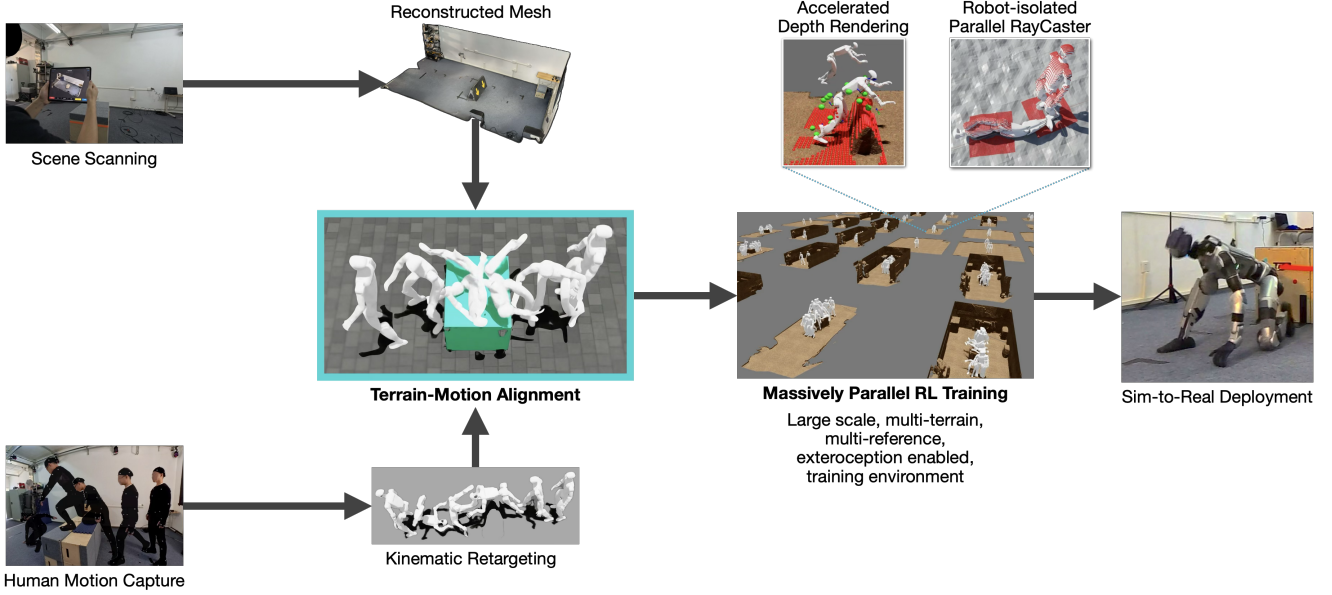 Reconstructed Mesh
Accelerated
Depth Rendering
Robot-isolated
Parallel RayCaster
Scene Scanning
Terrain-Motion Alignment
Massively Parallel RL Training
Large scale, multi-terrain,
multi-reference,
exteroception enabled,
training environment
Sim-to-Real Deployment
Kinematic Retargeting
Human Motion Capture